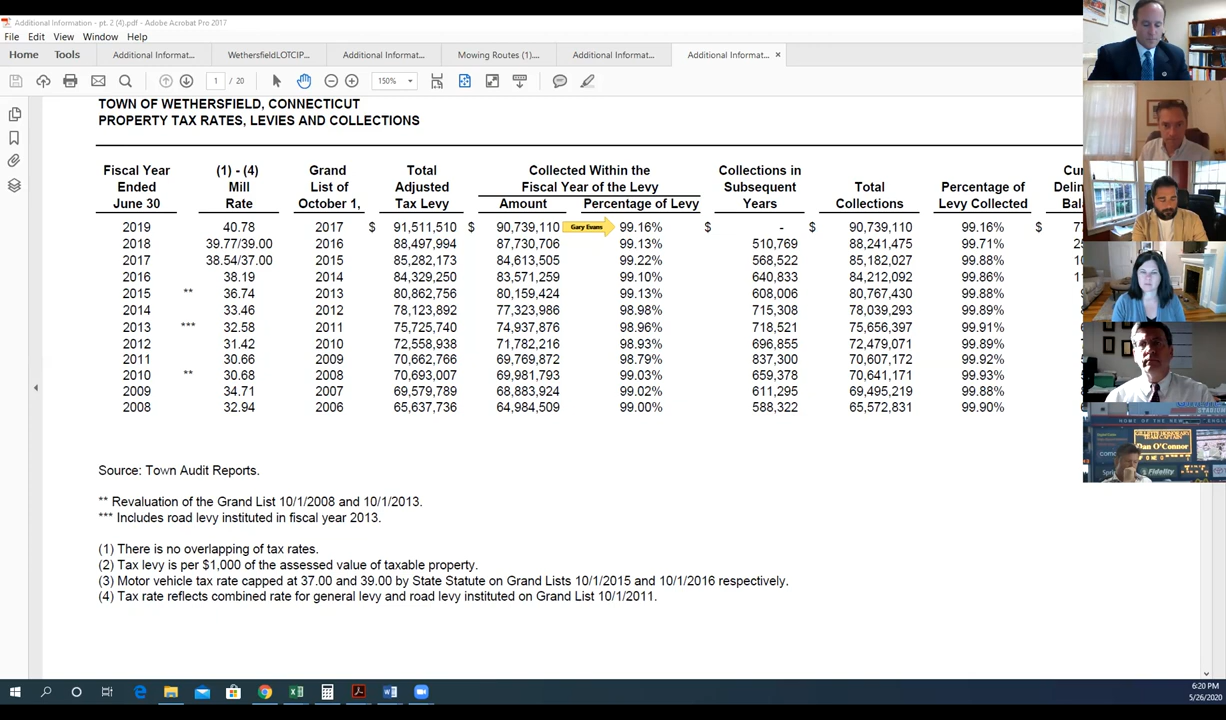 Additional Information - pt. 2 (4).pdf - Adobe Acrobat Pro 2017
File Edit View Window Help
Home Tools Additional Informat... WethersfieldLOTCIP... Additional Informat... Mowing Routes (1).... Additional Informat... Additional Informat... ×
1 / 20 150%
TOWN OF WETHERSFIELD, CONNECTICUT
PROPERTY TAX RATES, LEVIES AND COLLECTIONS
Fiscal Year (1) - (4) Grand Total Collected Within the Collections in
Ended Mill List of Adjusted Fiscal Year of the Levy Subsequent Total Percentage of
June 30 Rate October 1, Tax Levy Amount Percentage of Levy Years Collections Levy Collected
2019 40.78 2017 $ 91,511,510 $ 90,739,110 Gary Evans 99.16% $ - $ 90,739,110 99.16% $
2018 39.77/39.00 2016 88,497,994 87,730,706 99.13% 510,769 88,241,475 99.71%
2017 38.54/37.00 2015 85,282,173 84,613,505 99.22% 568,522 85,182,027 99.88%
2016 38.19 2014 84,329,250 83,571,259 99.10% 640,833 84,212,092 99.86%
2015 ** 36.74 2013 80,862,756 80,159,424 99.13% 608,006 80,767,430 99.88%
2014 33.46 2012 78,123,892 77,323,986 98.98% 715,308 78,039,293 99.89%
2013 *** 32.58 2011 75,725,740 74,937,876 98.96% 718,521 75,656,397 99.91%
2012 31.42 2010 72,558,938 71,782,216 98.93% 696,855 72,479,071 99.89%
2011 30.66 2009 70,662,766 69,769,872 98.79% 837,300 70,607,172 99.92%
2010 ** 30.68 2008 70,693,007 69,981,793 99.03% 659,378 70,641,171 99.93%
2009 34.71 2007 69,579,789 68,883,924 99.02% 611,295 69,495,219 99.88%
2008 32.94 2006 65,637,736 64,984,509 99.00% 588,322 65,572,831 99.90%
Source: Town Audit Reports.
** Revaluation of the Grand List 10/1/2008 and 10/1/2013.
*** Includes road levy instituted in fiscal year 2013.
(1) There is no overlapping of tax rates.
(2) Tax levy is per $1,000 of the assessed value of taxable property.
(3) Motor vehicle tax rate capped at 37.00 and 39.00 by State Statute on Grand Lists 10/1/2015 and 10/1/2016 respectively.
(4) Tax rate reflects combined rate for general levy and road levy instituted on Grand List 10/1/2011.
STADIUM
HOME OF THE NEW ENGL
TEAM CAPTAIN
Dan O'Connor
Fidelity
6:20 PM
5/26/2020